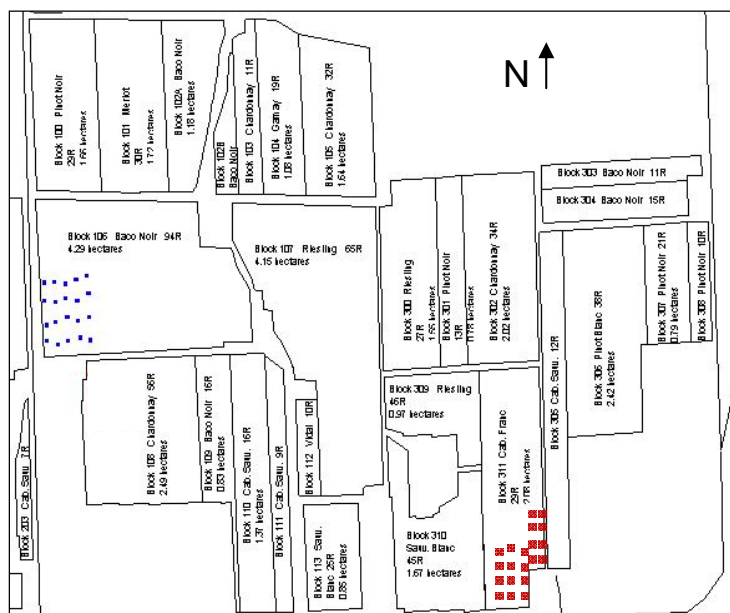 N
Block 100 Pinot Noir
29R
1.66 hectares
Block 101 Merlot
30R
1.72 hectares
Block 102A Baco Noir
1.18 hectares
Block 102B
Baco Noir
Block 103 Chardonnay 11R
Block 104 Gamay 19R
1.08 hectares
Block 105 Chardonnay 32R
1.64 hectares
Block 303 Baco Noir 11R
Block 304 Baco Noir 15R
Block 106 Baco Noir 94R
4.29 hectares
Block 107 Riesling 65R
4.15 hectares
Block 300 Riesling
27R
1.55 hectares
Block 301 Pinot Noir
13R
0.78 hectares
Block 302 Chardonnay 34R
2.02 hectares
Block 305 Cab. Sauv. 12R
Block 306 Pinot Blanc 38R
2.42 hectares
Block 307 Pinot Noir 21R
0.79 hectares
Block 308 Pinot Noir 10R
Block 203 Cab. Sauv. 7R
Block 108 Chardonnay 56R
2.49 hectares
Block 109 Baco Noir 16R
0.83 hectares
Block 110 Cab. Sauv. 16R
1.37 hectares
Block 111 Cab. Sauv. 9R
Block 112 Vidal 10R
Block 113 Sauv.
Blanc 25R
0.85 hectares
Block 309 Riesling
46R
0.97 hectares
Block 310
Sauv. Blanc
45R
1.67 hectares
Block 311 Cab. Franc
29R
2.08 hectares